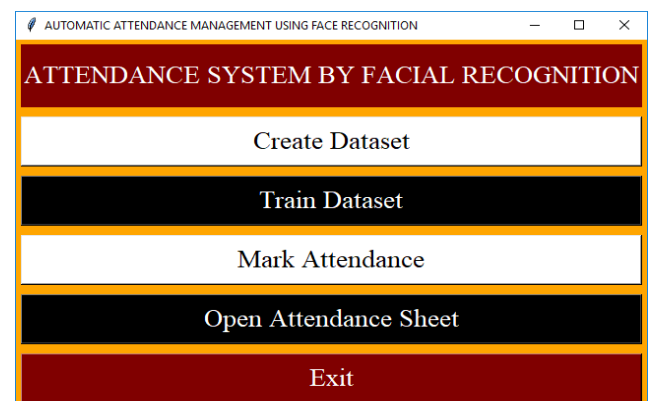 AUTOMATIC ATTENDANCE MANAGEMENT USING FACE RECOGNITION
ATTENDANCE SYSTEM BY FACIAL RECOGNITION
Create Dataset
Train Dataset
Mark Attendance
Open Attendance Sheet
Exit